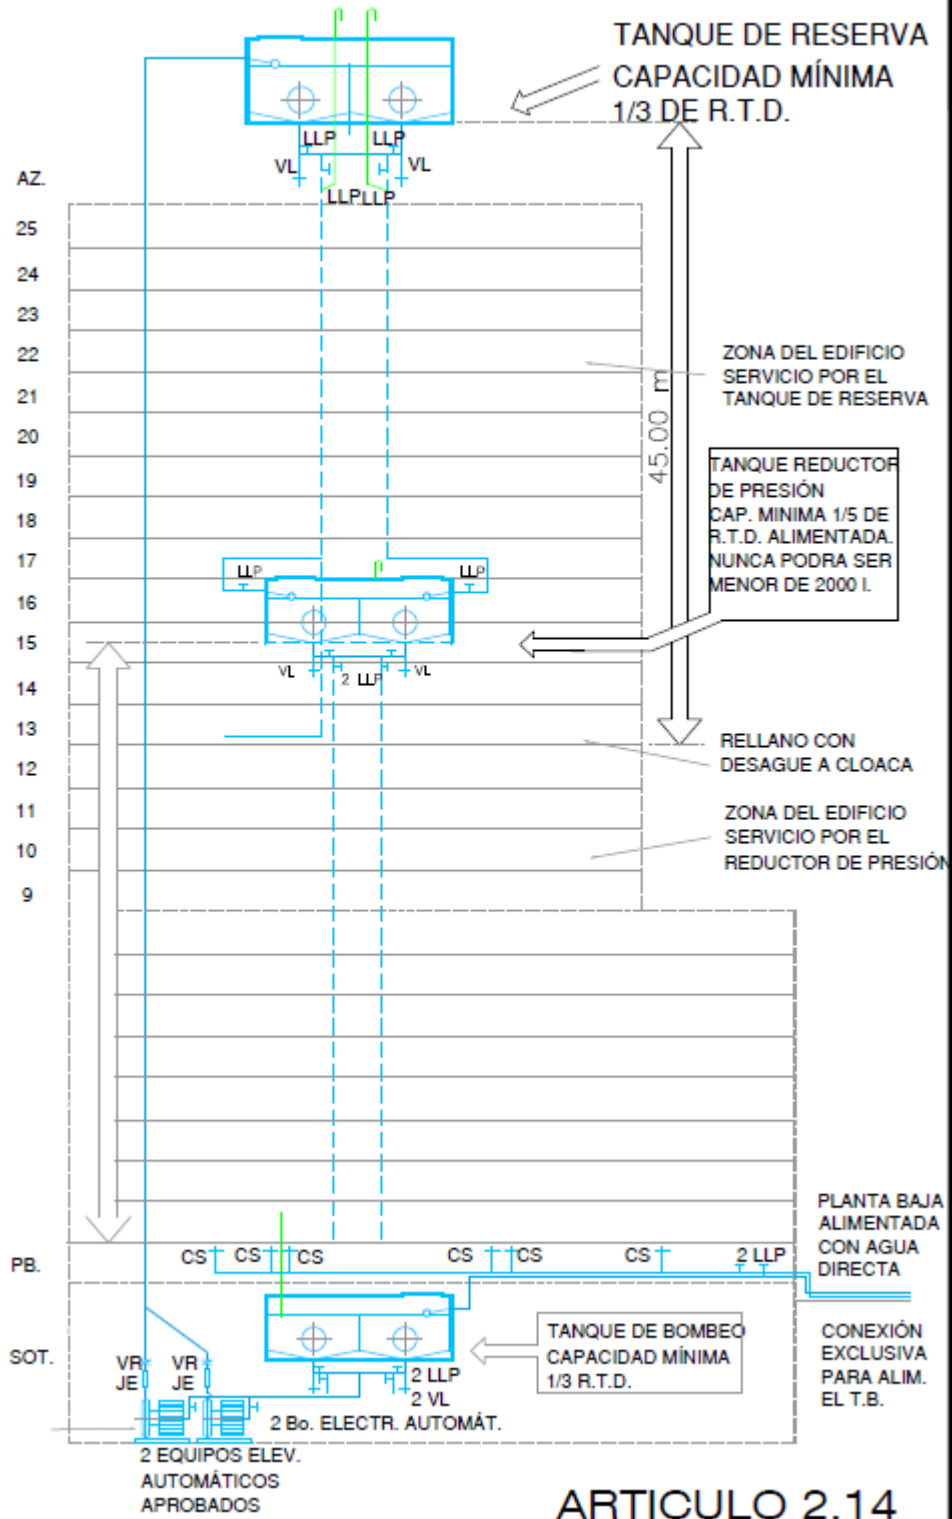 TANQUE DE RESERVA
CAPACIDAD MÍNIMA
1/3 DE R.T.D.
LLP LLP
VL VL
LLP LLP
AZ.
25
24
23
22
21
20
19
18
17
16
15
14
13
12
11
10
9
PB.
SOT.
45.00 m
ZONA DEL EDIFICIO
SERVICIO POR EL
TANQUE DE RESERVA
TANQUE REDUCTOR
DE PRESIÓN
CAP. MINIMA 1/5 DE
R.T.D. ALIMENTADA.
NUNCA PODRA SER
MENOR DE 2000 l.
LLP LLP
VL 2 LLP VL
RELLANO CON
DESAGUE A CLOACA
ZONA DEL EDIFICIO
SERVICIO POR EL
REDUCTOR DE PRESIÓN
CS CS CS CS CS CS 2 LLP
PLANTA BAJA
ALIMENTADA
CON AGUA
DIRECTA
CONEXIÓN
EXCLUSIVA
PARA ALIM.
EL T.B.
TANQUE DE BOMBEO
CAPACIDAD MÍNIMA
1/3 R.T.D.
VR VR
JE JE
2 LLP
2 VL
2 Bo. ELECTR. AUTOMÁT.
2 EQUIPOS ELEV.
AUTOMÁTICOS
APROBADOS
ARTICULO 2.14